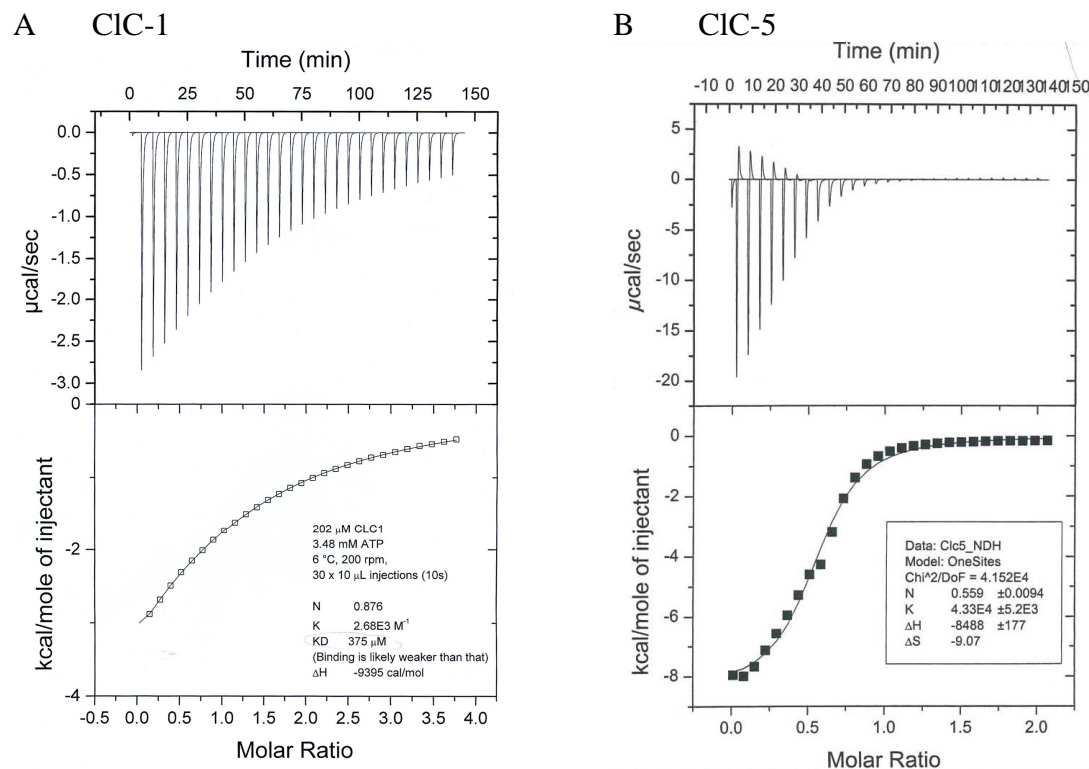 A ClC-1
Time (min)
0 25 50 75 100 125 150
0.0
-0.5
-1.0
-1.5
-2.0
-2.5
-3.0
µcal/sec
0
-2
-4
kcal/mole of injectant
202 µM CLC1
3.48 mM ATP
6 °C, 200 rpm,
30 x 10 µL injections (10s)
N 0.876
K 2.68E3 M⁻¹
KD 375 µM
(Binding is likely weaker than that)
ΔH -9395 cal/mol
-0.5 0.0 0.5 1.0 1.5 2.0 2.5 3.0 3.5 4.0
Molar Ratio
B ClC-5
Time (min)
-10 0 10 20 30 40 50 60 70 80 90 100110120130140150
5
0
-5
-10
-15
-20
µcal/sec
0
-2
-4
-6
-8
kcal/mole of injectant
Data: Clc5_NDH
Model: OneSites
Chi^2/DoF = 4.152E4
N 0.559 ±0.0094
K 4.33E4 ±5.2E3
ΔH -8488 ±177
ΔS -9.07
0.0 0.5 1.0 1.5 2.0
Molar Ratio